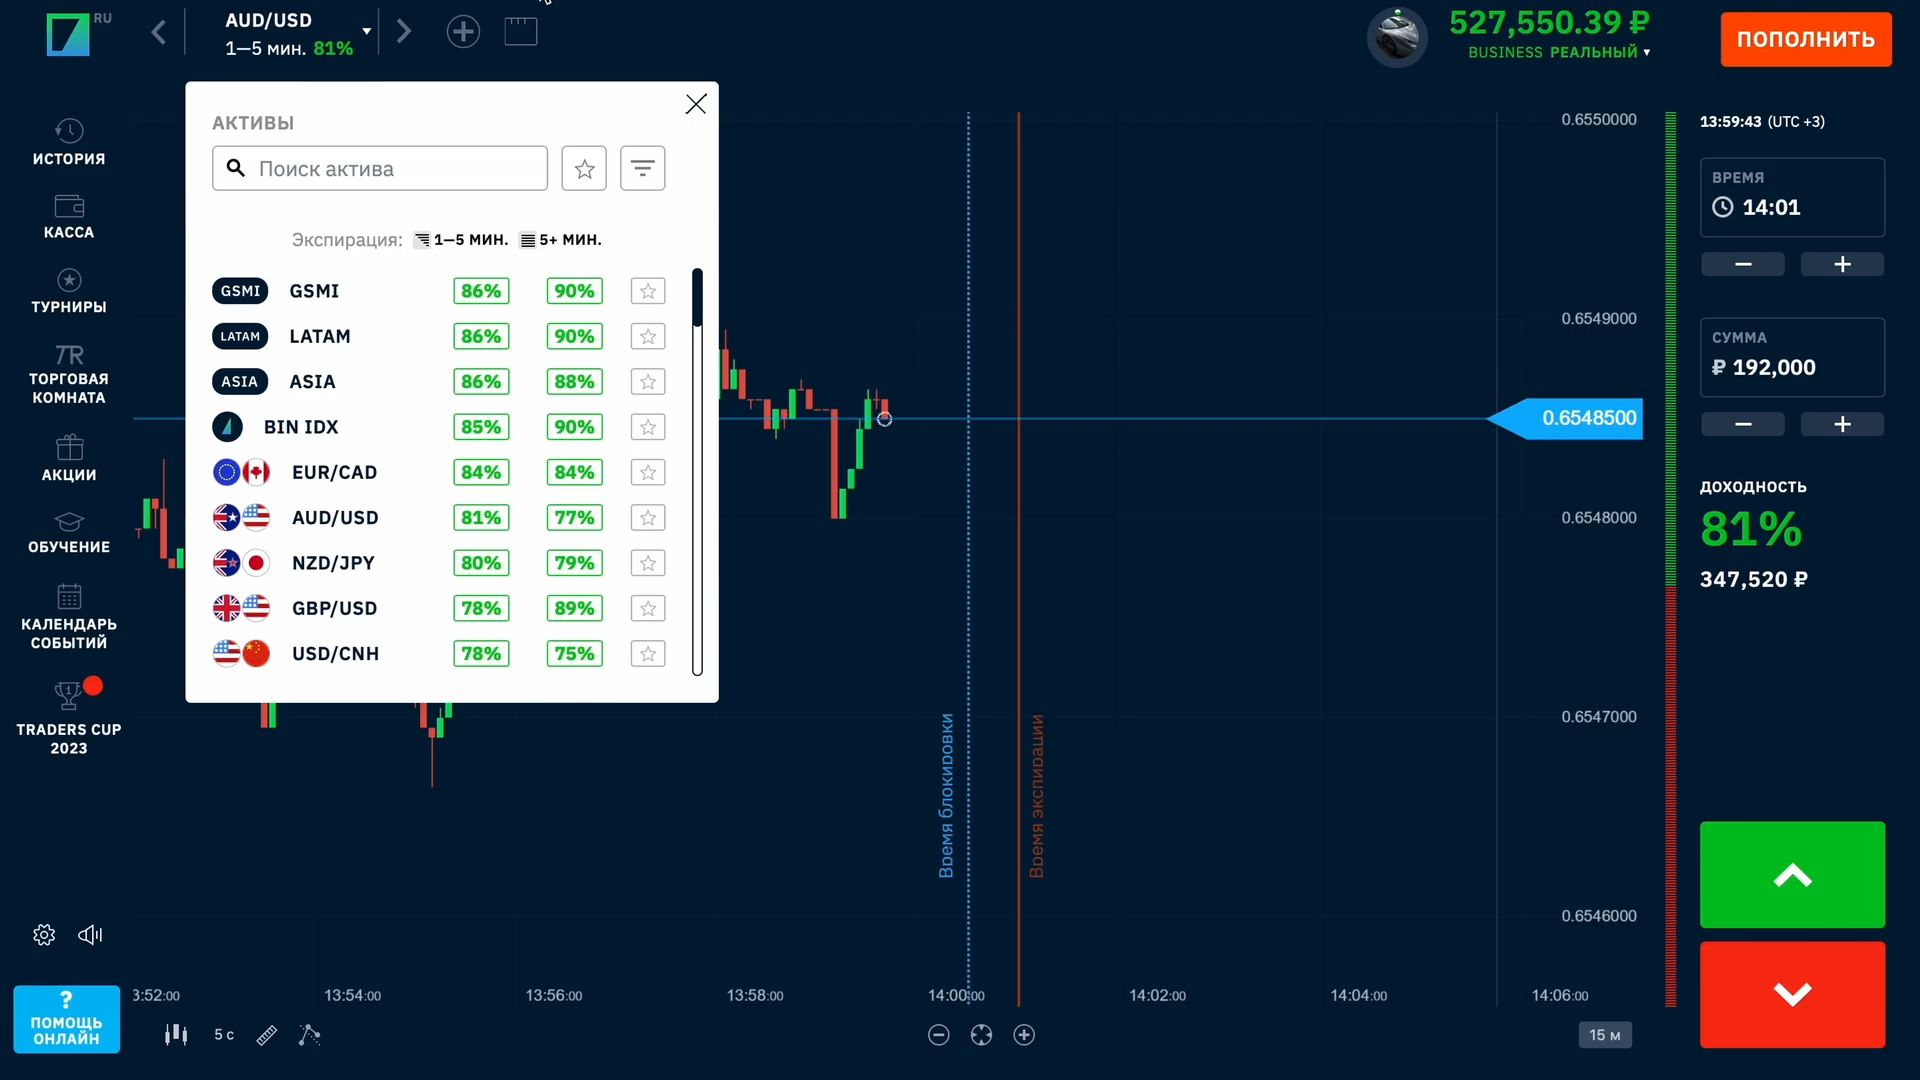 RU
AUD/USD
1—5 мин. 81%
527,550.39 ₽
BUSINESS РЕАЛЬНЫЙ
ПОПОЛНИТЬ
ИСТОРИЯ
КАССА
ТУРНИРЫ
ТОРГОВАЯ
КОМНАТА
АКЦИИ
ОБУЧЕНИЕ
КАЛЕНДАРЬ
СОБЫТИЙ
TRADERS CUP
2023
?
ПОМОЩЬ
ОНЛАЙН
АКТИВЫ
Поиск актива
Экспирация: 1—5 МИН. 5+ МИН.
GSMI GSMI 86% 90%
LATAM LATAM 86% 90%
ASIA ASIA 86% 88%
BIN IDX 85% 90%
EUR/CAD 84% 84%
AUD/USD 81% 77%
NZD/JPY 80% 79%
GBP/USD 78% 89%
USD/CNH 78% 75%
Время блокировки
Время экспирации
0.6550000
0.6549000
0.6548500
0.6548000
0.6547000
0.6546000
3:52:00 13:54:00 13:56:00 13:58:00 14:00:00 14:02:00 14:04:00 14:06:00
5 с
15 м
13:59:43 (UTC +3)
ВРЕМЯ
14:01
СУММА
₽ 192,000
ДОХОДНОСТЬ
81%
347,520 ₽